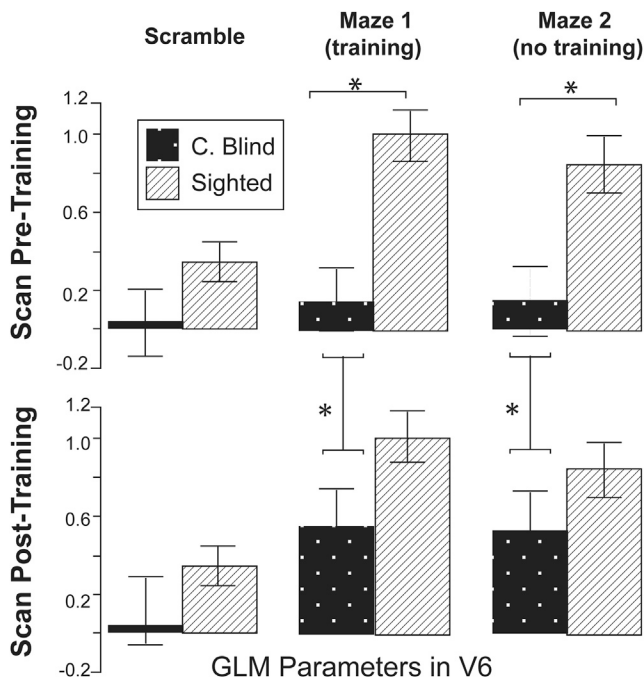 Scramble
Maze 1
(training)
Maze 2
(no training)
Scan Pre-Training
1.2
1.0
0.6
0.2
-0.2
C. Blind
Sighted
*
*
Scan Post-Training
1.2
1.0
0.6
0.2
-0.2
*
*
GLM Parameters in V6